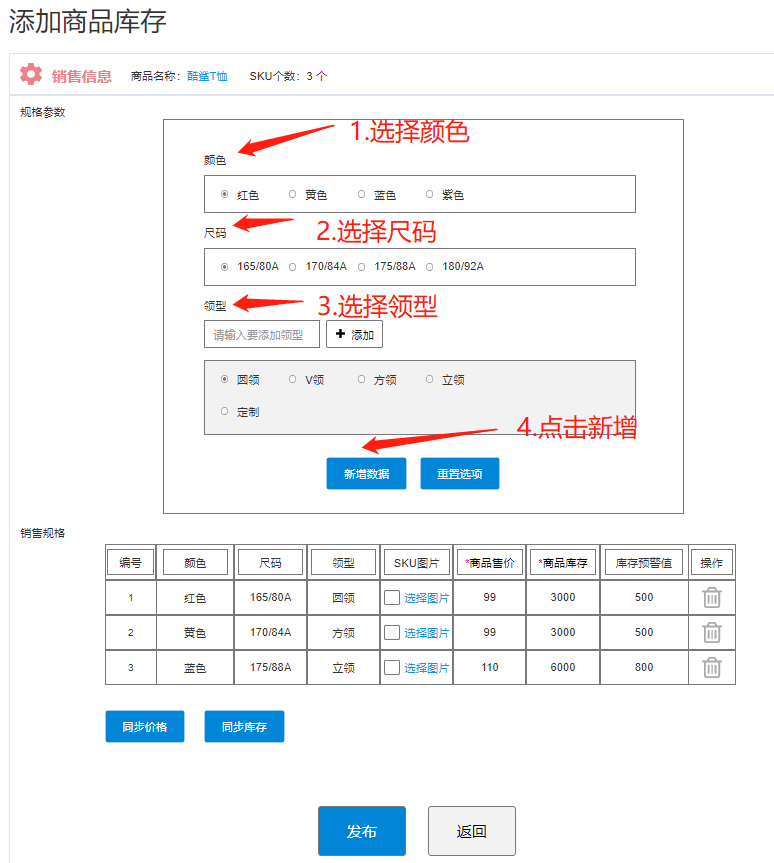 添加商品库存
销售信息 商品名称: 酷鲨T恤 SKU个数: 3 个
规格参数
1.选择颜色
颜色
红色 黄色 蓝色 紫色
2.选择尺码
尺码
165/80A 170/84A 175/88A 180/92A
3.选择领型
领型
请输入要添加领型 添加
圆领 V领 方领 立领
定制
4.点击新增
新增数据 重置选项
销售规格
编号 颜色 尺码 领型 SKU图片 *商品售价 *商品库存 库存预警值 操作
1 红色 165/80A 圆领 选择图片 99 3000 500
2 黄色 170/84A 方领 选择图片 99 3000 500
3 蓝色 175/88A 立领 选择图片 110 6000 800
同步价格 同步库存
发布 返回